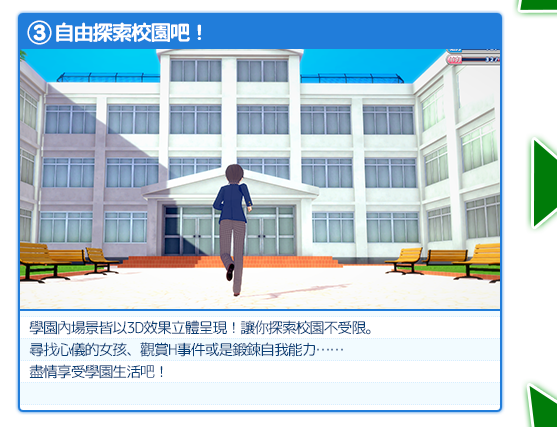 ③自由探索校園吧！
學園內場景皆以3D效果立體呈現！讓你探索校園不受限。
尋找心儀的女孩、觀賞H事件或是鍛鍊自我能力⋯⋯
盡情享受學園生活吧！